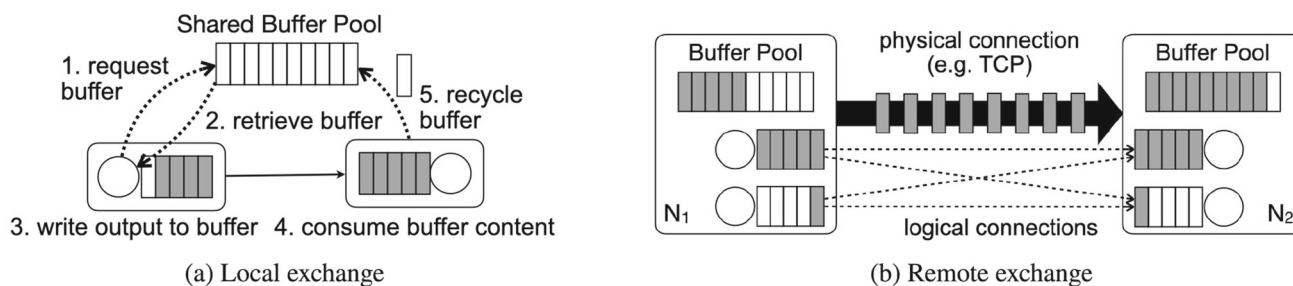 Shared Buffer Pool
1. request
buffer
2. retrieve buffer
5. recycle
buffer
3. write output to buffer
4. consume buffer content
(a) Local exchange
Buffer Pool
physical connection
(e.g. TCP)
Buffer Pool
N₁
logical connections
N₂
(b) Remote exchange